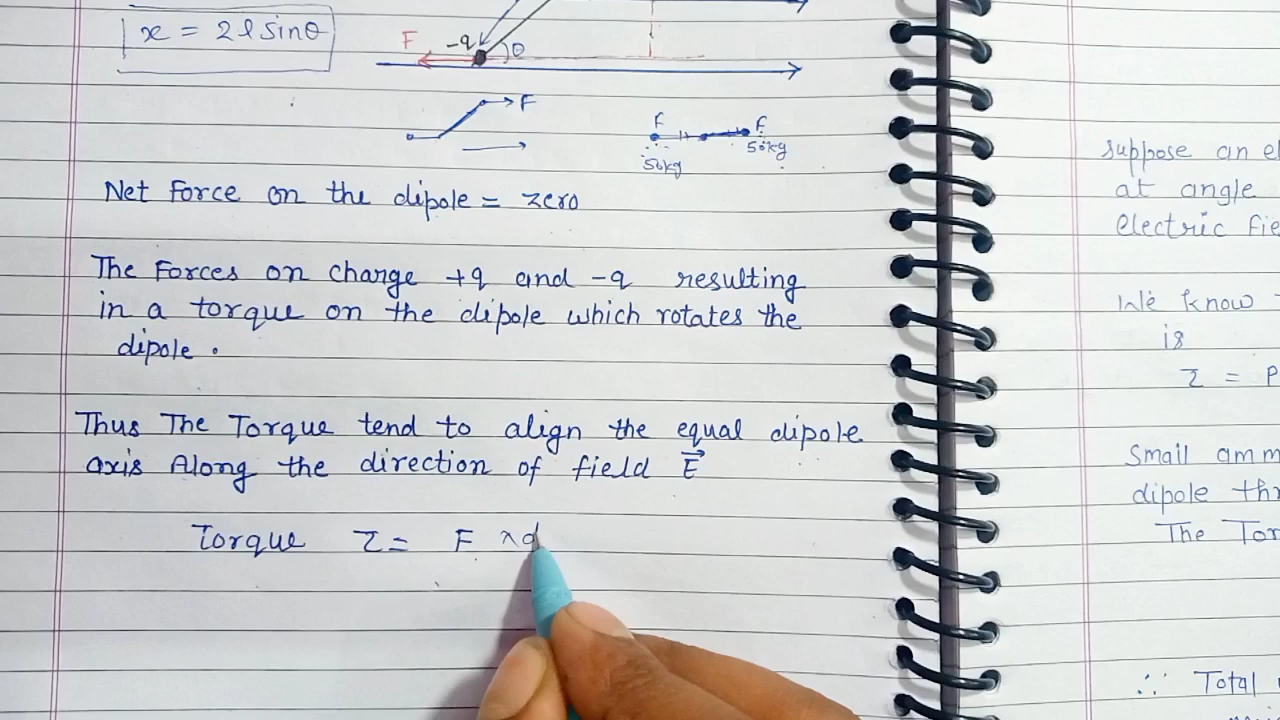 x = 2lsinθ
F -q θ
F
F F
50kg 50kg
Net Force on the dipole = zero
The Forces on charge +q and -q resulting
in a torque on the dipole which rotates the
dipole.
Thus The Torque tend to align the equal dipole
axis Along the direction of field E⃗
Torque τ = F × d
suppose an el
at angle
electric fie
We know
is
τ = P
Small amm
dipole thr
The Tor
∴ Total